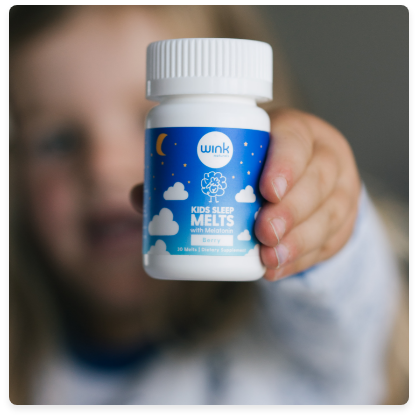 wink
KIDS SLEEP
MELTS
with Melatonin
Berry
30 Melts | Dietary Supplement